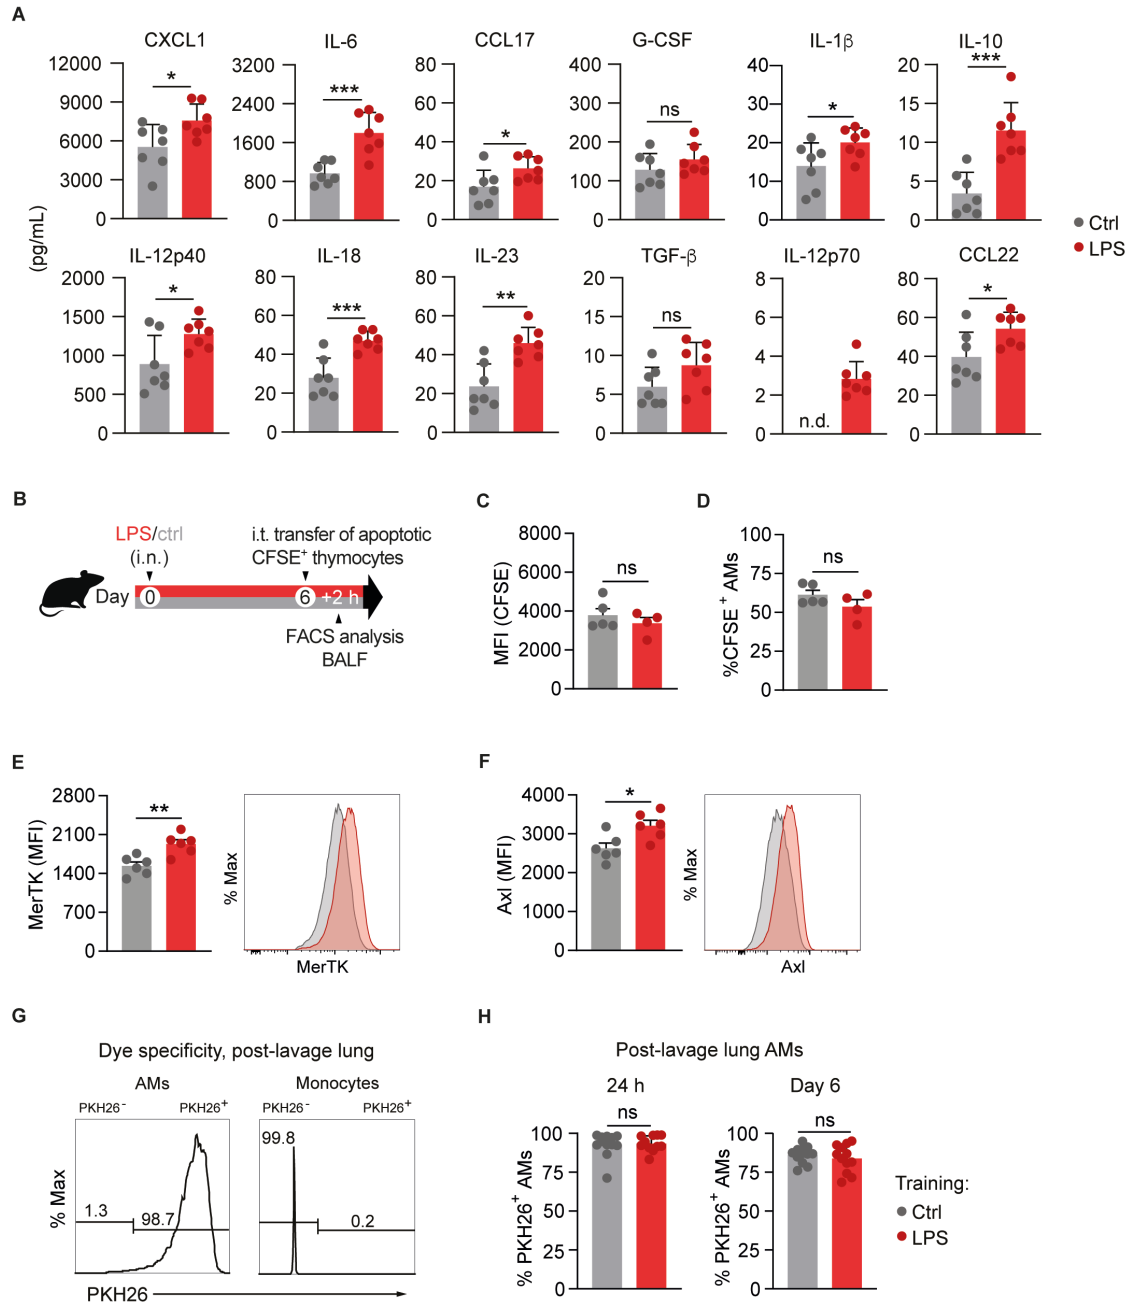 A
CXCL1
IL-6
CCL17
G-CSF
IL-1β
IL-10
12000
9000
6000
3000
0
*
3200
2400
1600
800
0
***
80
60
40
20
0
*
400
300
200
100
0
ns
40
30
20
10
0
*
20
15
10
5
0
***
(pg/mL)
Ctrl
LPS
IL-12p40
IL-18
IL-23
TGF-β
IL-12p70
CCL22
2000
1500
1000
500
0
*
80
60
40
20
0
***
80
60
40
20
0
**
20
15
10
5
0
ns
8
6
4
2
0
n.d.
80
60
40
20
0
*
B
LPS/ctrl
(i.n.)
i.t. transfer of apoptotic
CFSE+ thymocytes
Day
0
6
+2 h
FACS analysis
BALF
C
MFI (CFSE)
8000
6000
4000
2000
0
ns
D
%CFSE + AMs
100
75
50
25
0
ns
E
MerTK (MFI)
2800
2100
1400
700
0
**
% Max
MerTK
F
Axl (MFI)
4000
3000
2000
1000
0
*
% Max
Axl
G
Dye specificity, post-lavage lung
AMs
Monocytes
PKH26-
PKH26+
PKH26-
PKH26+
% Max
1.3
98.7
99.8
0.2
PKH26
H
Post-lavage lung AMs
24 h
Day 6
% PKH26+ AMs
100
75
50
25
0
ns
% PKH26+ AMs
100
75
50
25
0
ns
Training:
Ctrl
LPS